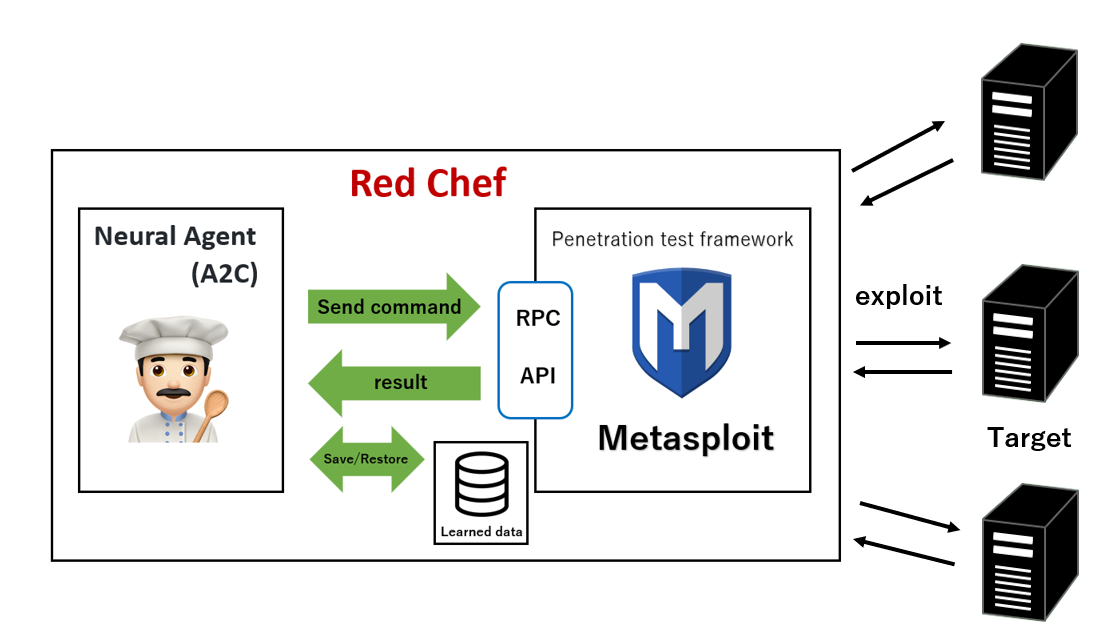 Red Chef
Neural Agent
(A2C)
Send command
result
Save/Restore
Learned data
RPC
API
Penetration test framework
Metasploit
exploit
Target